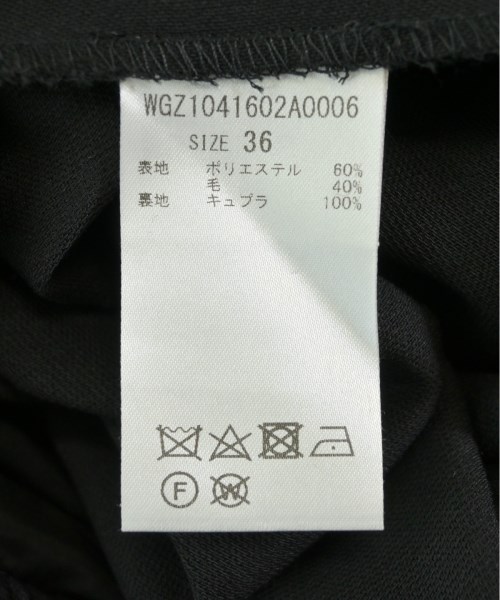 WGZ1041602A0006
SIZE 36
表地 ポリエステル 60%
毛 40%
裏地 キュプラ 100%
F W